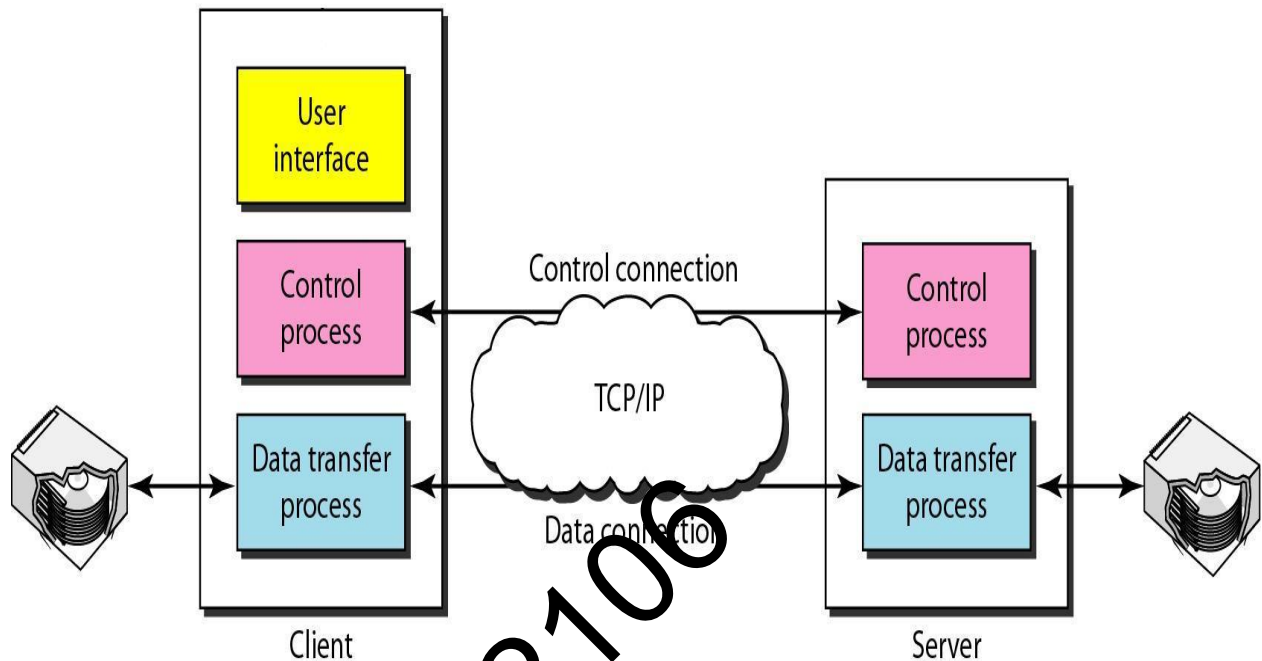 User
interface
Control
process
Data transfer
process
Client
Control connection
TCP/IP
Data connection
Control
process
Data transfer
process
Server
3106